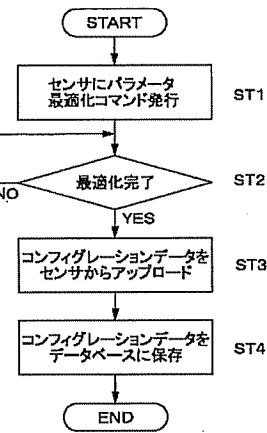 START
センサにパラメータ
最適化コマンド発行
ST1
最適化完了
ST2
NO
YES
コンフィグレーションデータを
センサからアップロード
ST3
コンフィグレーションデータを
データベースに保存
ST4
END